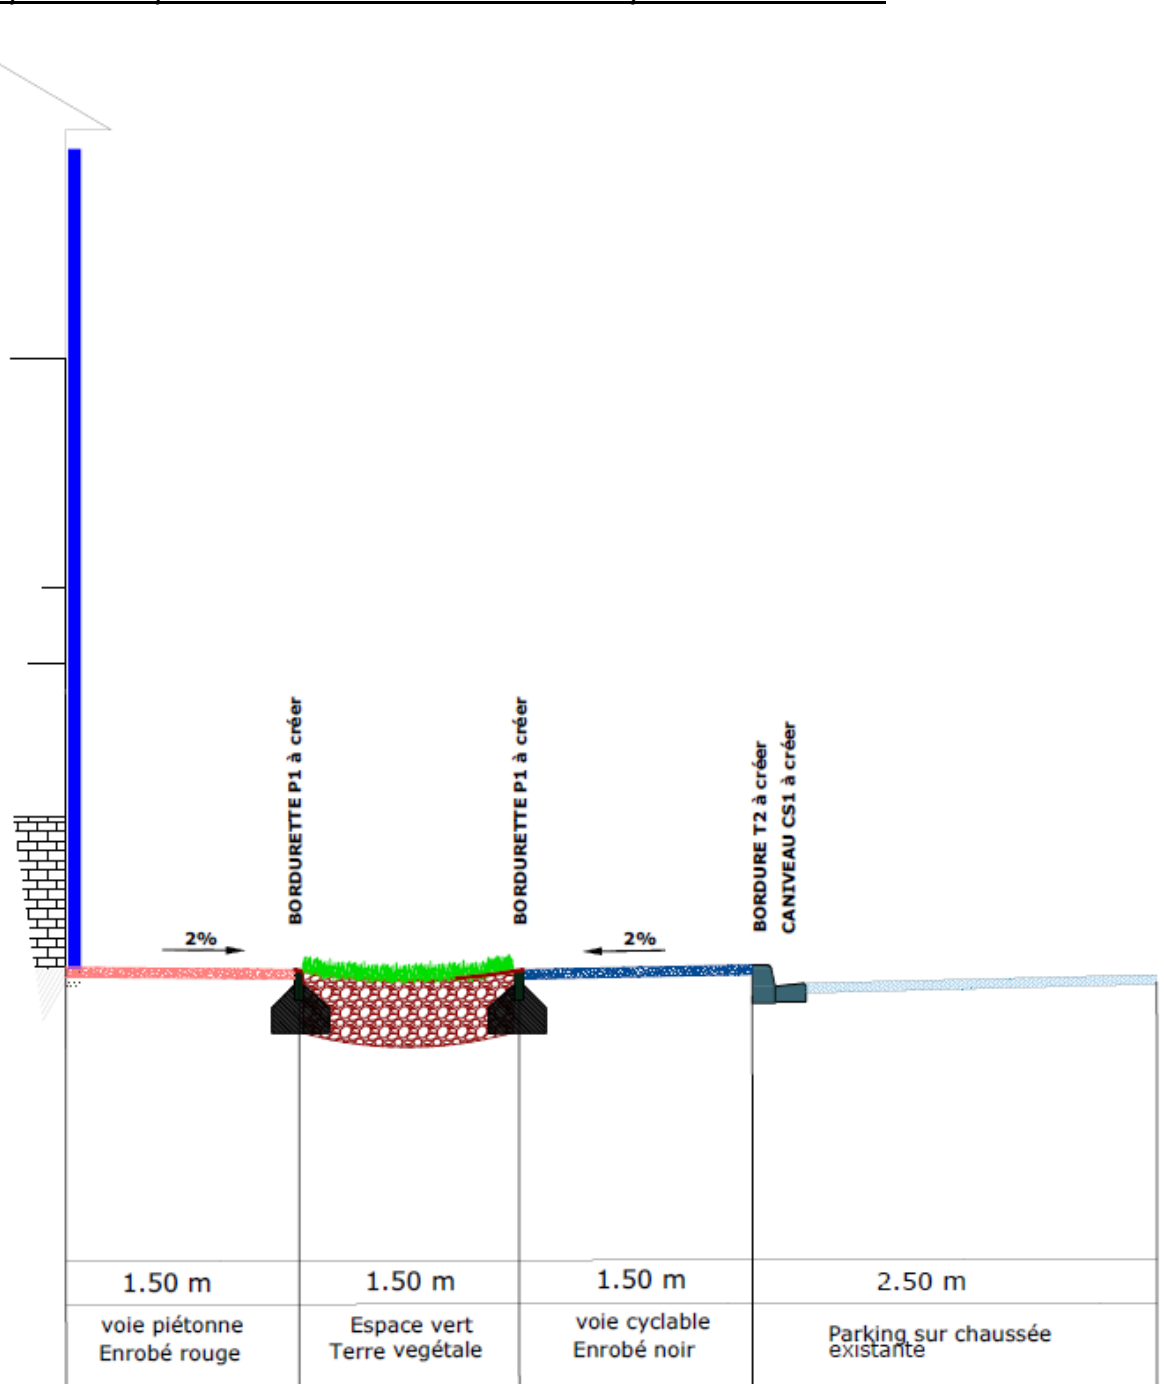 BORDURETTE P1 à créer
BORDURETTE P1 à créer
BORDURE T2 à créer
CANIVEAU CS1 à créer
2%
2%
1.50 m
1.50 m
1.50 m
2.50 m
voie piétonne
Enrobé rouge
Espace vert
Terre vegétale
voie cyclable
Enrobé noir
Parking sur chaussée
existante